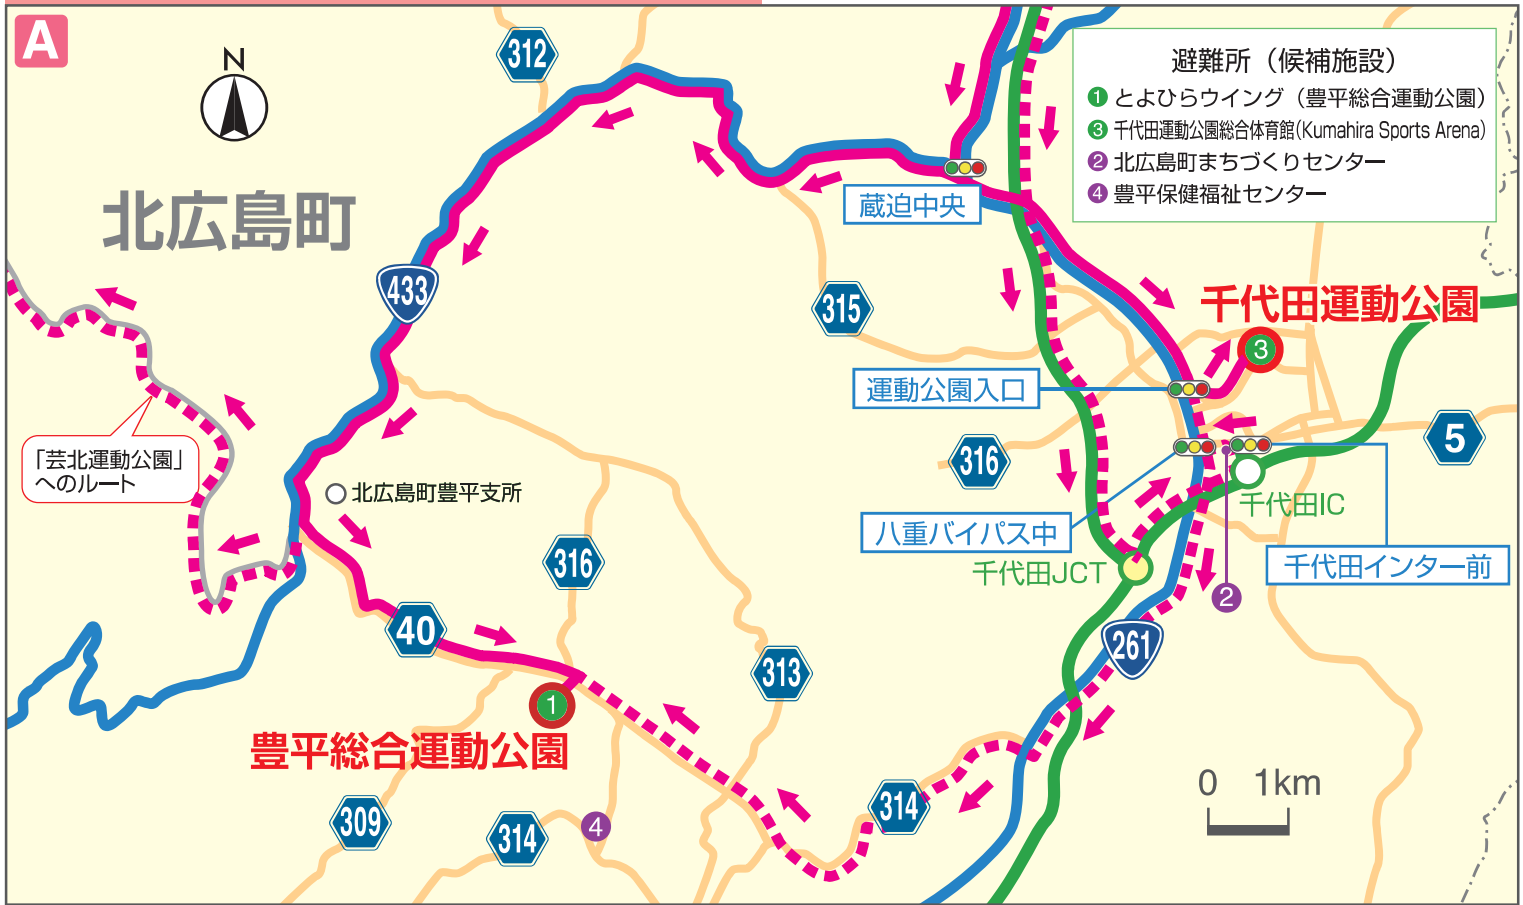 A
N
避難所（候補施設）
1 とよひらウイング（豊平総合運動公園）
3 千代田運動公園総合体育館（Kumahira Sports Arena）
2 北広島町まちづくりセンター
4 豊平保健福祉センター
312
北広島町
蔵迫中央
433
315
千代田運動公園
3
運動公園入口
5
316
「芸北運動公園」
へのルート
北広島町豊平支所
千代田IC
八重バイパス中
千代田JCT
千代田インター前
316
2
40
261
313
1
豊平総合運動公園
0 1km
309
314
4
314